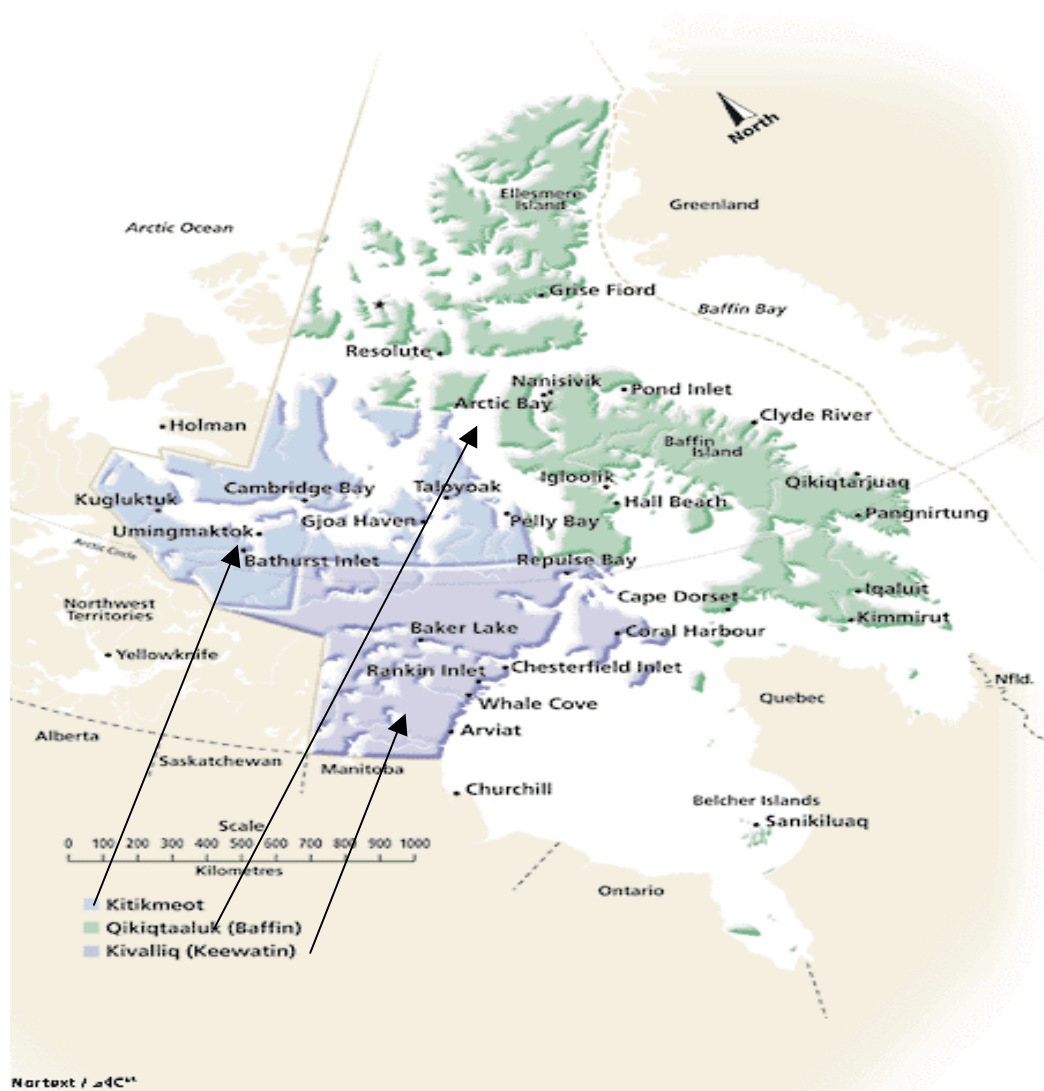 North
Ellesmere
Island
Greenland
Arctic Ocean
Grise Fiord
Baffin Bay
Resolute
Nanisivik
Pond Inlet
Arctic Bay
Clyde River
Holman
Baffin
Island
Igloolik
Qikiqtarjuaq
Cambridge Bay
Taloyoak
Kugluktuk
Hall Beach
Pangnirtung
Gjoa Haven
Pelly Bay
Umingmaktok
Arctic Circle
Bathurst Inlet
Repulse Bay
Iqaluit
Cape Dorset
Northwest
Territories
Kimmirut
Baker Lake
Coral Harbour
Yellowknife
Rankin Inlet
Chesterfield Inlet
Nfld.
Quebec
Whale Cove
Arviat
Alberta
Saskatchewan
Manitoba
Churchill
Belcher Islands
Sanikiluaq
Scale
0 100 200 300 400 500 600 700 800 900 1000
Kilometres
Ontario
Kitikmeot
Qikiqtaaluk (Baffin)
Kivalliq (Keewatin)
Nortext /